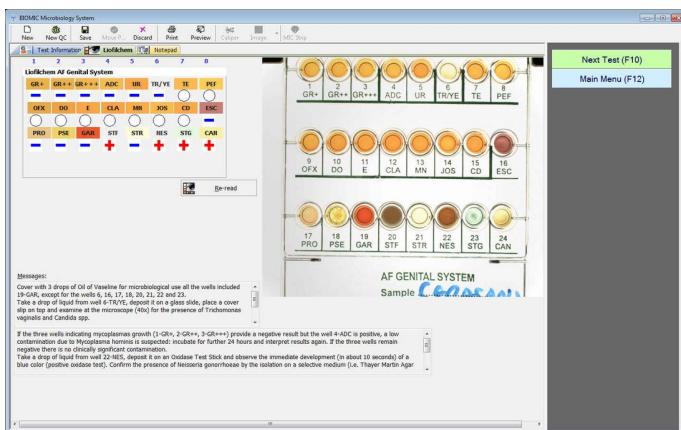 BIOMIC Microbiology System
New New QC Save Move P... Discard Print Preview Caliper Image MIC Strip
Test Information Liofilchem Notepad
1 2 3 4 5 6 7 8
Liofilchem AF Genital System
GR+ GR++ GR+++ ADC UR TR/YE TE PEF
OFX DO E CLA MN JOS CD ESC
PRO PSE GAR STF STR NES STG CAN
Re-read
Messages:
Cover with 3 drops of Oil of Vaseline for microbiological use all the wells included
19-GAR, except for the wells 6, 16, 17, 18, 20, 21, 22 and 23.
Take a drop of liquid from well 6-TR/YE, deposit it on a glass slide, place a cover
slip on top and examine at the microscope (40x) for the presence of Trichomonas
vaginalis and Candida spp.
If the three wells indicating mycoplasmas growth (1-GR+, 2-GR++, 3-GR+++) provide a negative result but the well 4-ADC is positive, a low
contamination due to Mycoplasma hominis is suspected: incubate for further 24 hours and interpret results again. If the three wells remain
negative there is no clinically significant contamination.
Take a drop of liquid from well 22-NES, deposit it on an Oxidase Test Stick and observe the immediate development (in about 10 seconds) of a
blue color (positive oxidase test). Confirm the presence of Neisseria gonorrhoeae by the isolation on a selective medium (i.e. Thayer Martin Agar
1 2 3 4 5 6 7 8
GR+ GR++ GR+++ ADC UR TR/YE TE PEF
9 10 11 12 13 14 15 16
OFX DO E CLA MN JOS CD ESC
17 18 19 20 21 22 23 24
PRO PSE GAR STF STR NES STG CAN
AF GENITAL SYSTEM
Sample
Next Test (F10)
Main Menu (F12)